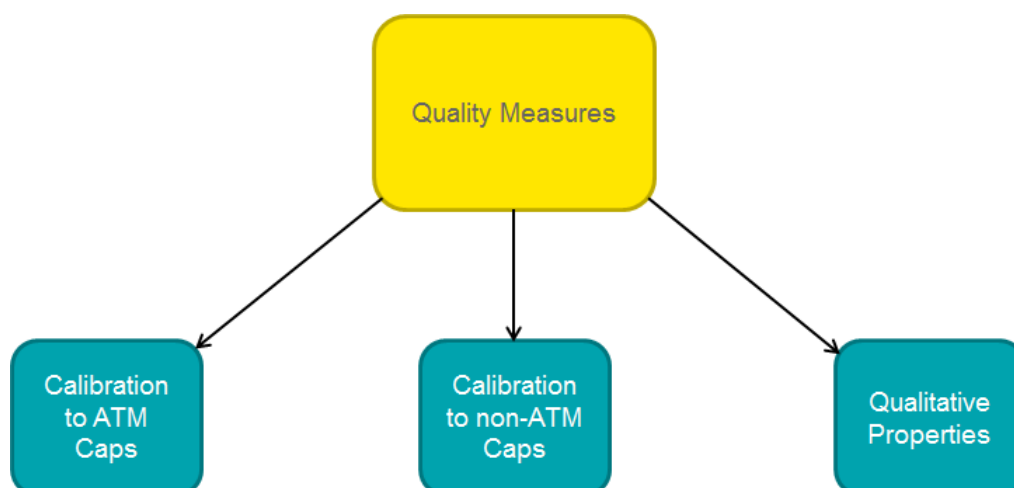 Quality Measures
Calibration
to ATM
Caps
Calibration
to non-ATM
Caps
Qualitative
Properties